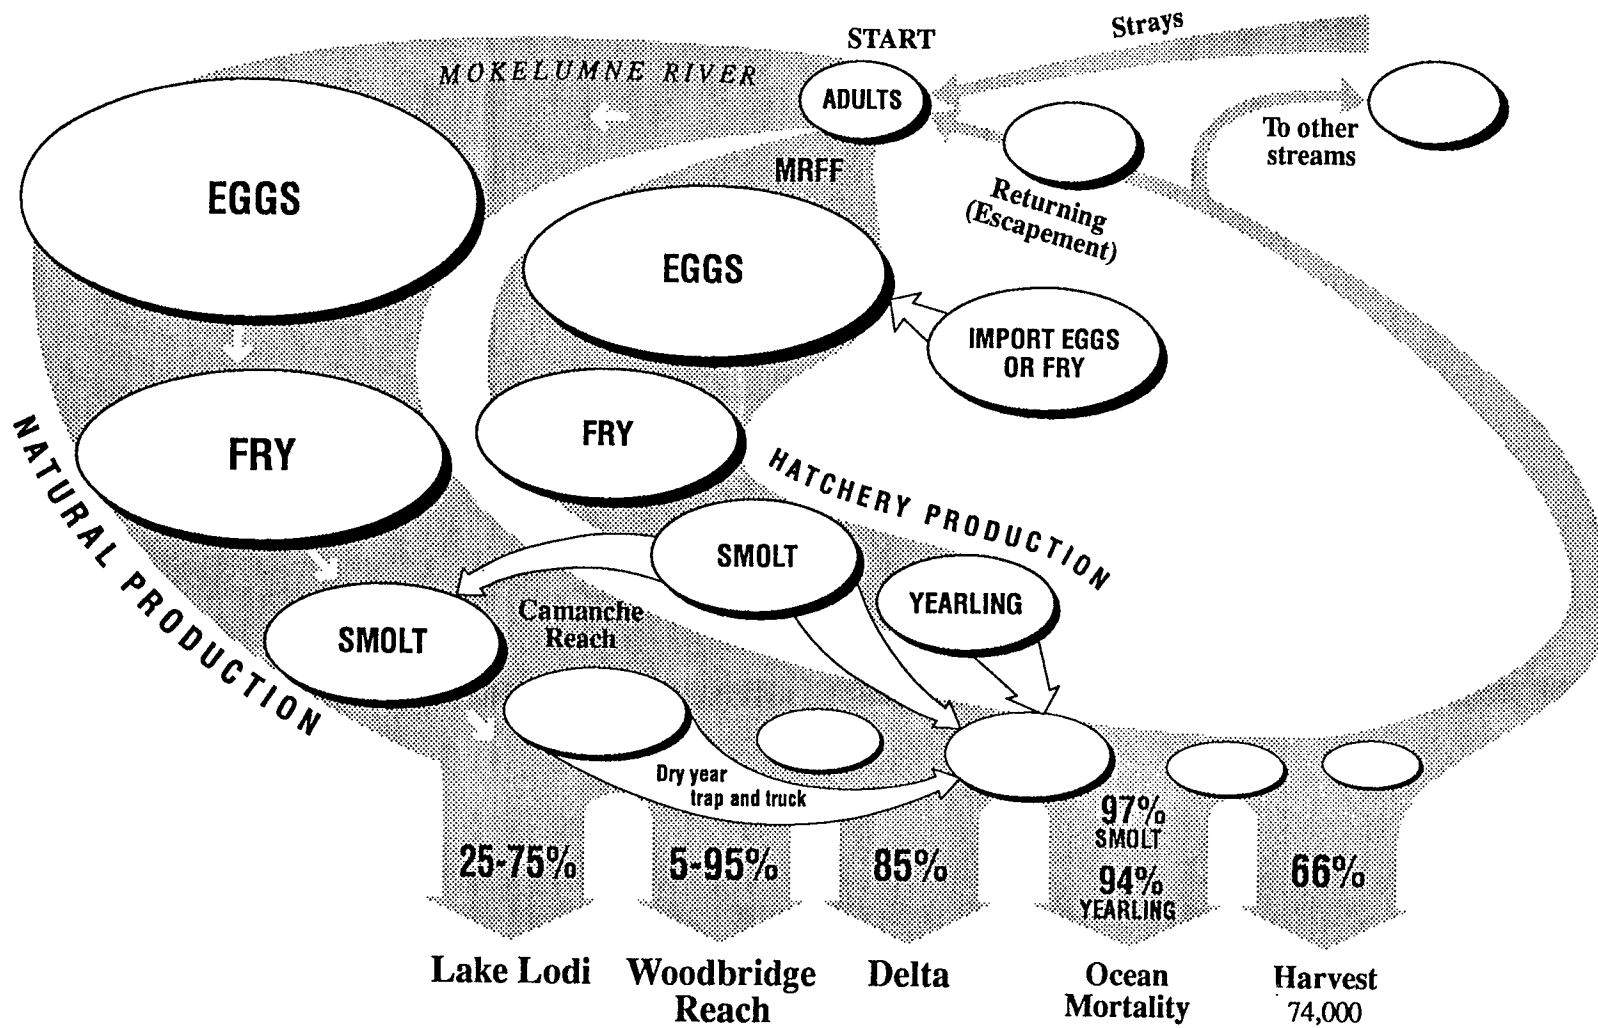 START
Strays
MOKELUMNE RIVER
ADULTS
To other
streams
MRFF
EGGS
Returning
(Escapement)
EGGS
IMPORT EGGS
OR FRY
FRY
FRY
NATURAL PRODUCTION
HATCHERY PRODUCTION
SMOLT
YEARLING
Camanche
Reach
SMOLT
Dry year
trap and truck
97%
SMOLT
94%
YEARLING
25-75%
5-95%
85%
66%
Lake Lodi
Woodbridge
Reach
Delta
Ocean
Mortality
Harvest
74,000